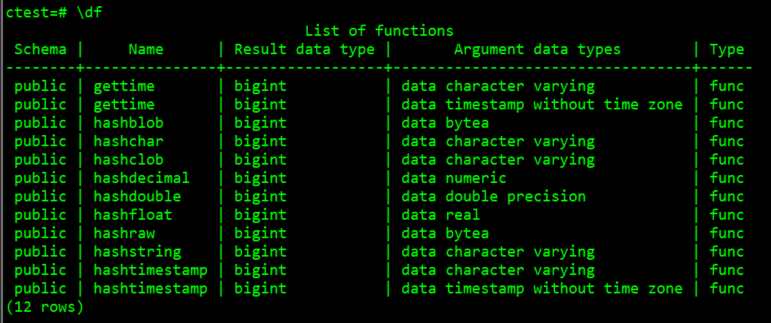 ctest=# \df
                                 List of functions
 Schema |     Name      | Result data type |       Argument data types        | Type
--------+---------------+------------------+----------------------------------+------
 public | gettime       | bigint           | data character varying           | func
 public | gettime       | bigint           | data timestamp without time zone | func
 public | hashblob      | bigint           | data bytea                       | func
 public | hashchar      | bigint           | data character varying           | func
 public | hashclob      | bigint           | data character varying           | func
 public | hashdecimal   | bigint           | data numeric                     | func
 public | hashdouble    | bigint           | data double precision            | func
 public | hashfloat     | bigint           | data real                        | func
 public | hashraw       | bigint           | data bytea                       | func
 public | hashstring    | bigint           | data character varying           | func
 public | hashtimestamp | bigint           | data character varying           | func
 public | hashtimestamp | bigint           | data timestamp without time zone | func
(12 rows)